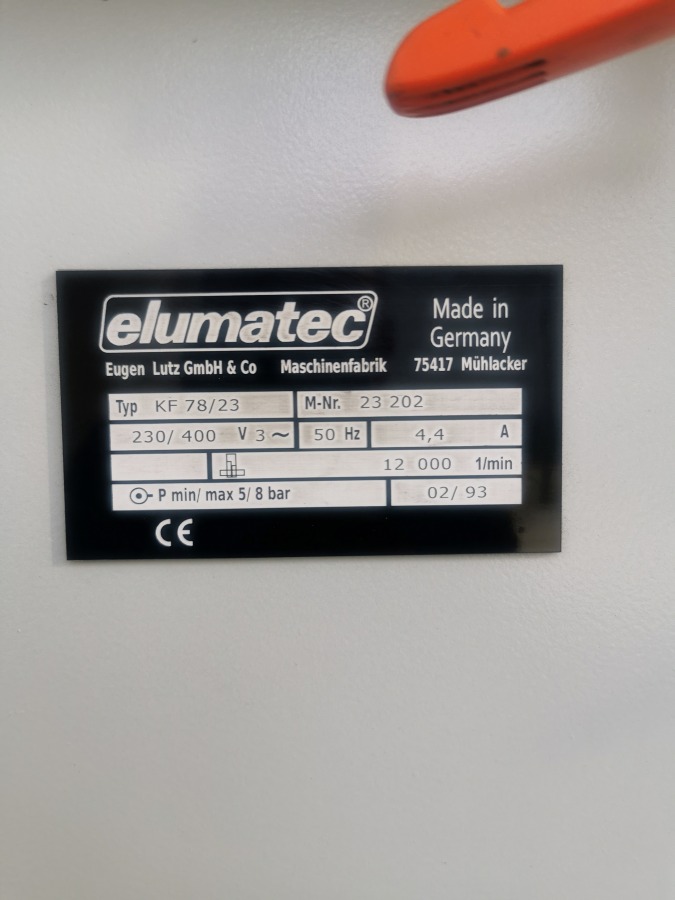 elumatec®
Made in
Germany
Eugen Lutz GmbH & Co Maschinenfabrik 75417 Mühlacker
Typ KF 78/23 M-Nr. 23 202
230/ 400 V 3~ 50 Hz 4,4 A
12 000 1/min
P min/ max 5/ 8 bar 02/ 93
CE